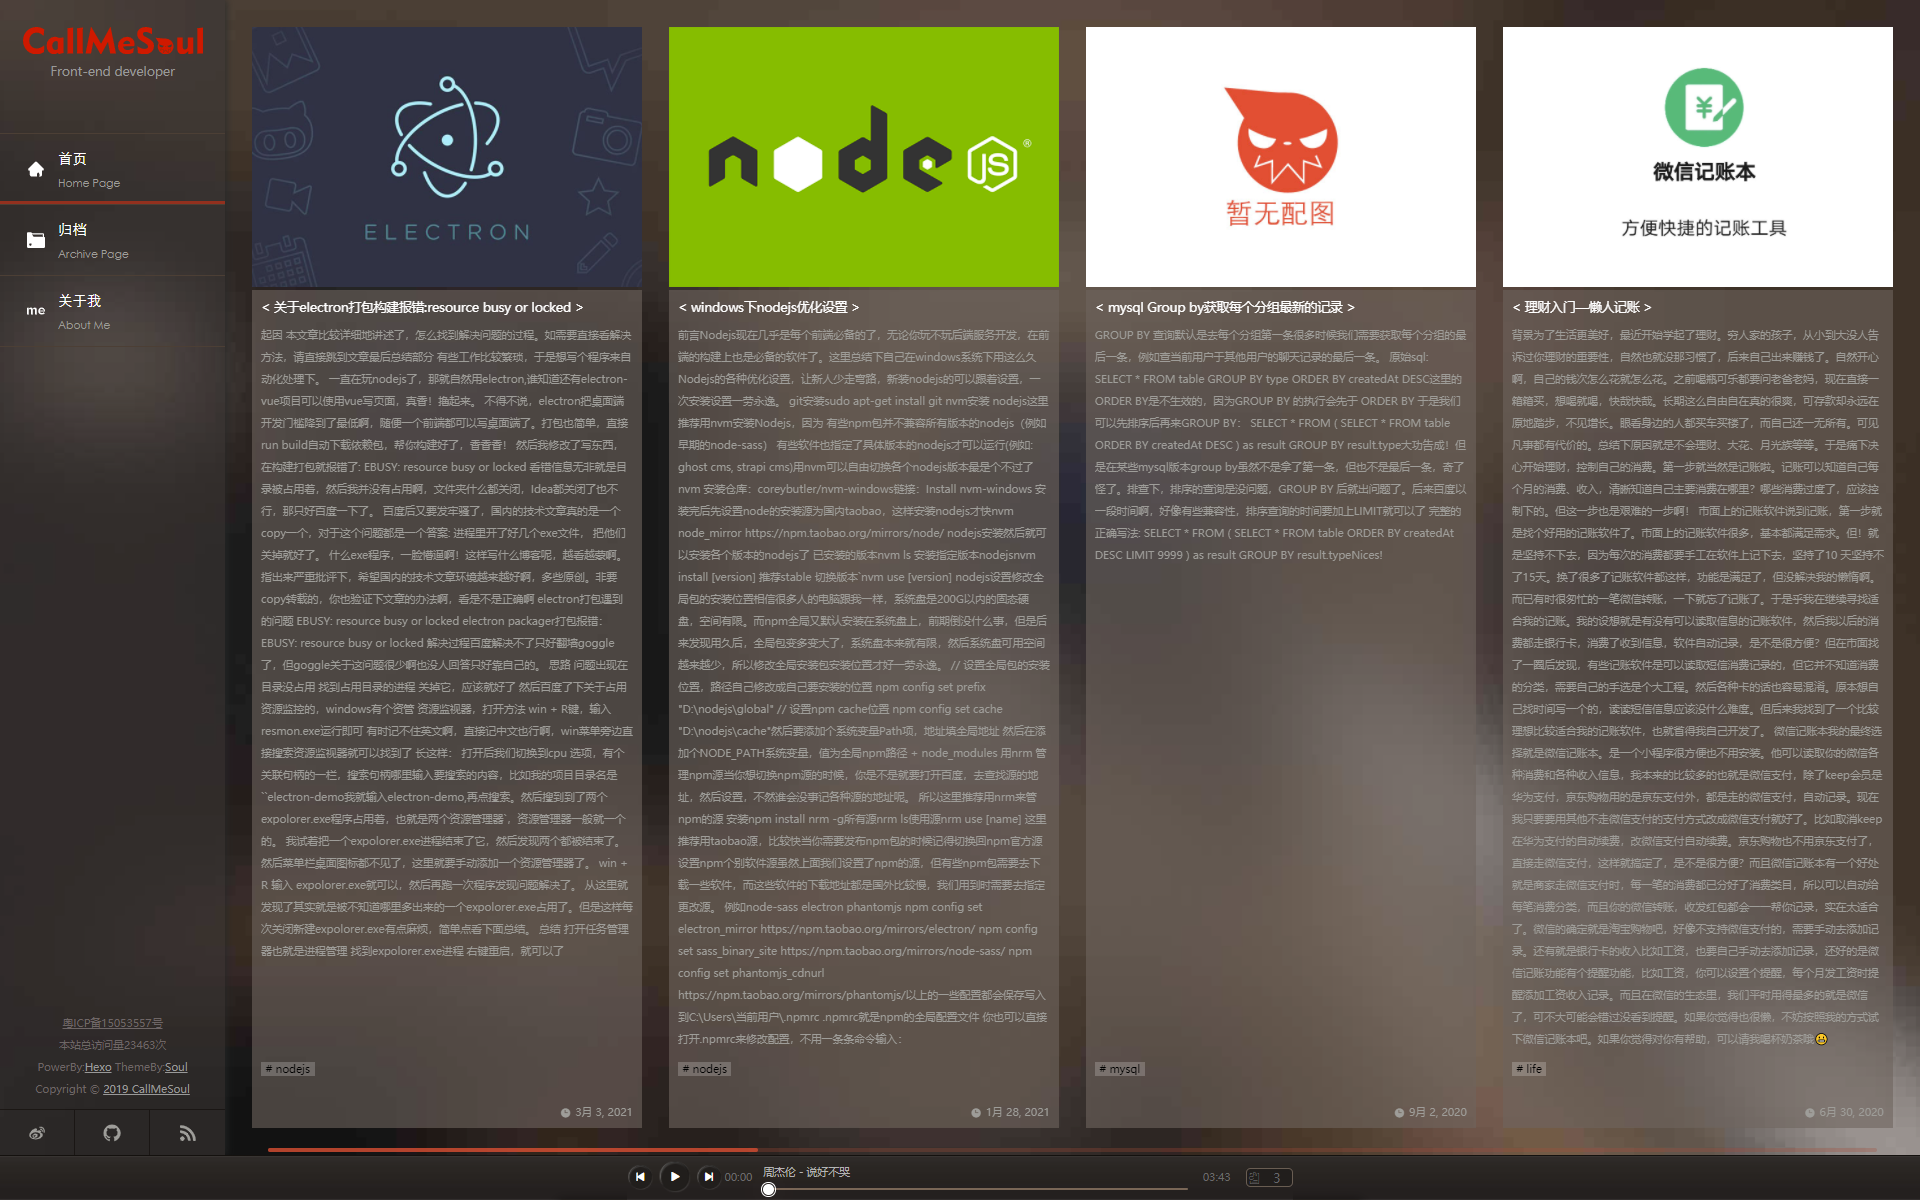 CallMeSoul
Front-end developer
首页
Home Page
归档
Archive Page
me
关于我
About Me
粤ICP备15053557号
本站总访问量23463次
PowerBy:Hexo ThemeBy:Soul
Copyright © 2019 CallMeSoul
ELECTRON
< 关于electron打包构建报错:resource busy or locked >
起因 本文章比较详细地讲述了，怎么找到解决问题的过程。如需要直接看解决
方法，请直接跳到文章最后总结部分 有些工作比较繁琐，于是想写个程序来自
动化处理下。 一直在玩nodejs了，那就自然用electron,谁知道还有electron-
vue项目可以使用vue写页面，真香！撸起来。 不得不说，electron把桌面端
开发门槛降到了最低啊，随便一个前端都可以写桌面端了。打包也简单，直接
run build自动下载依赖包，帮你构建好了，香香香！ 然后我修改了写东西，
在构建打包就报错了: EBUSY: resource busy or locked 看错信息无非就是目
录被占用着，然后我并没有占用啊，文件夹什么都关闭，Idea都关闭了也不
行，那只好百度一下了。 百度后又要发牢骚了，国内的技术文章真的是一个
copy一个，对于这个问题都是一个答案: 进程里开了好几个exe文件， 把他们
关掉就好了。 什么exe程序，一脸懵逼啊！这样写什么博客呢，越看越蒙啊。
指出来严重批评下，希望国内的技术文章环境越来越好啊，多些原创。非要
copy转载的，你也验证下文章的办法啊，看是不是正确啊 electron打包遇到
的问题 EBUSY: resource busy or locked electron packager打包报错：
EBUSY: resource busy or locked 解决过程百度解决不了只好翻墙goggle
了，但goggle关于这问题很少啊也没人回答只好靠自己的。 思路 问题出现在
目录没占用 找到占用目录的进程 关掉它，应该就好了 然后百度了下关于占用
资源监控的，windows有个资管 资源监视器，打开方法 win + R键，输入
resmon.exe运行即可 有时记不住英文啊，直接记中文也行啊，win菜单旁边直
接搜索资源监视器就可以找到了 长这样： 打开后我们切换到cpu 选项，有个
关联句柄的一栏，搜索句柄哪里输入要搜索的内容，比如我的项目目录名是
``electron-demo我就输入electron-demo,再点搜索。然后搜到到了两个
expolorer.exe程序占用着，也就是两个资源管理器`，资源管理器一般就一个
的。 我试着把一个expolorer.exe进程结束了它，然后发现两个都被结束了。
然后菜单栏桌面图标都不见了，这里就要手动添加一个资源管理器了。 win +
R 输入 expolorer.exe就可以，然后再跑一次程序发现问题解决了。 从这里就
发现了其实就是被不知道哪里多出来的一个expolorer.exe占用了。但是这样每
次关闭新建expolorer.exe有点麻烦，简单点看下面总结。 总结 打开任务管理
器也就是进程管理 找到expolorer.exe进程 右键重启，就可以了
# nodejs
3月 3, 2021
node JS ®
< windows下nodejs优化设置 >
前言Nodejs现在几乎是每个前端必备的了，无论你玩不玩后端服务开发，在前
端的构建上也是必备的软件了。这里总结下自己在windows系统下用这么久
Nodejs的各种优化设置，让新人少走弯路，新装nodejs的可以跟着设置，一
次安装设置一劳永逸。 git安装sudo apt-get install git nvm安装 nodejs这里
推荐用nvm安装Nodejs，因为 有些npm包并不兼容所有版本的nodejs（例如
早期的node-sass） 有些软件也指定了具体版本的nodejs才可以运行(例如:
ghost cms, strapi cms)用nvm可以自由切换各个nodejs版本最是个不过了
nvm 安装仓库：coreybutler/nvm-windows链接：Install nvm-windows 安
装完后先设置node的安装源为国内taobao，这样安装nodejs才快nvm
node_mirror https://npm.taobao.org/mirrors/node/ nodejs安装然后就可
以安装各个版本的nodejs了 已安装的版本nvm ls 安装指定版本nodejsnvm
install [version] 推荐stable 切换版本`nvm use [version] nodejs设置修改全
局包的安装位置相信很多人的电脑跟我一样，系统盘是200G以内的固态硬
盘，空间有限。而npm全局又默认安装在系统盘上，前期倒没什么事，但是后
来发现用久后，全局包变多变大了，系统盘本来就有限，然后系统盘可用空间
越来越少，所以修改全局安装包安装位置才好一劳永逸。 // 设置全局包的安装
位置，路径自己修改成自己要安装的位置 npm config set prefix
"D:\nodejs\global" // 设置npm cache位置 npm config set cache
"D:\nodejs\cache"然后要添加个系统变量Path项，地址填全局地址 然后在添
加个NODE_PATH系统变量，值为全局npm路径 + node_modules 用nrm 管
理npm源当你想切换npm源的时候，你是不是就要打开百度，去查找源的地
址，然后设置，不然谁会没事记各种源的地址呢。 所以这里推荐用nrm来管
npm的源 安装npm install nrm -g所有源nrm ls使用源nrm use [name] 这里
推荐用taobao源，比较快当你需要发布npm包的时候记得切换回npm官方源
设置npm个别软件源虽然上面我们设置了npm的源，但有些npm包需要去下
载一些软件，而这些软件的下载地址都是国外比较慢，我们用到时需要去指定
更改源。 例如node-sass electron phantomjs npm config set
electron_mirror https://npm.taobao.org/mirrors/electron/ npm config
set sass_binary_site https://npm.taobao.org/mirrors/node-sass/ npm
config set phantomjs_cdnurl
https://npm.taobao.org/mirrors/phantomjs/以上的一些配置都会保存写入
到C:\Users\当前用户\.npmrc .npmrc就是npm的全局配置文件 你也可以直接
打开.npmrc来修改配置，不用一条条命令输入：
# nodejs
1月 28, 2021
暂无配图
< mysql Group by获取每个分组最新的记录 >
GROUP BY 查询默认是去每个分组第一条很多时候我们需要获取每个分组的最
后一条，例如查当前用户于其他用户的聊天记录的最后一条。 原始sql:
SELECT * FROM table GROUP BY type ORDER BY createdAt DESC这里的
ORDER BY是不生效的，因为GROUP BY 的执行会先于 ORDER BY 于是我们
可以先排序后再来GROUP BY： SELECT * FROM ( SELECT * FROM table
ORDER BY createdAt DESC ) as result GROUP BY result.type大功告成！但
是在某些mysql版本group by虽然不是拿了第一条，但也不是最后一条，奇了
怪了。排查下，排序的查询是没问题，GROUP BY 后就出问题了。后来百度以
一段时间啊，好像有些兼容性，排序查询的时间要加上LIMIT就可以了 完整的
正确写法: SELECT * FROM ( SELECT * FROM table ORDER BY createdAt
DESC LIMIT 9999 ) as result GROUP BY result.typeNices!
# mysql
9月 2, 2020
微信记账本
方便快捷的记账工具
< 理财入门—懒人记账 >
背景为了生活更美好，最近开始学起了理财。穷人家的孩子，从小到大没人告
诉过你理财的重要性，自然也就没那习惯了，后来自己出来赚钱了。自然开心
啊，自己的钱次怎么花就怎么花。之前喝瓶可乐都要问老爸老妈，现在直接一
箱箱买，想喝就喝，快哉快哉。长期这么自由自在真的很爽，可存款却永远在
原地踏步，不见增长。眼看身边的人都买车买楼了，而自己还一无所有。可见
凡事都有代价的。总结下原因就是不会理财、大花、月光族等等。于是痛下决
心开始理财，控制自己的消费。第一步就当然是记账啦。记账可以知道自己每
个月的消费、收入，清晰知道自己主要消费在哪里？哪些消费过度了，应该控
制下的。但这一步也是艰难的一步啊！ 市面上的记账软件说到记账，第一步就
是找个好用的记账软件了。市面上的记账软件很多，基本都满足需求。但！就
是坚持不下去，因为每次的消费都要手工在软件上记下去，坚持了10 天坚持不
了15天。换了很多了记账软件都这样，功能是满足了，但没解决我的懒惰啊。
而已有时很匆忙的一笔微信转账，一下就忘了记账了。于是乎我在继续寻找适
合我的记账。我的设想就是有没有可以读取信息的记账软件，然后我以后的消
费都走银行卡，消费了收到信息，软件自动记录，是不是很方便？但在市面找
了一圈后发现，有些记账软件是可以读取短信消费记录的，但它并不知道消费
的分类，需要自己的手选是个大工程。然后各种卡的话也容易混淆。原本想自
己找时间写一个的，读读短信信息应该没什么难度。但后来我找到了一个比较
理想比较适合我的记账软件，也就省得我自己开发了。 微信记账本我的最终选
择就是微信记账本。是一个小程序很方便也不用安装。他可以读取你的微信各
种消费和各种收入信息，我本来的比较多的也就是微信支付，除了keep会员是
华为支付，京东购物用的是京东支付外，都是走的微信支付，自动记录。现在
我只要要用其他不走微信支付的支付方式改成微信支付就好了。比如取消keep
在华为支付的自动续费，改微信支付自动续费。京东购物也不用京东支付了，
直接走微信支付，这样就搞定了，是不是很方便？而且微信记账本有一个好处
就是商家走微信支付时，每一笔的消费都已分好了消费类目，所以可以自动给
每笔消费分类，而且你的微信转账，收发红包都会一一帮你记录，实在太适合
了。微信的确定就是淘宝购物吧，好像不支持微信支付的，需要手动去添加记
录。还有就是银行卡的收入比如工资，也要自己手动去添加记录，还好的是微
信记账功能有个提醒功能，比如工资，你可以设置个提醒，每个月发工资时提
醒添加工资收入记录。而且在微信的生态里，我们平时用得最多的就是微信
了，可不大可能会错过没看到提醒。如果你觉得也很懒，不妨按照我的方式试
下微信记账本吧。如果你觉得对你有帮助，可以请我喝杯奶茶哦
# life
6月 30, 2020
00:00
周杰伦 - 说好不哭
03:43
3